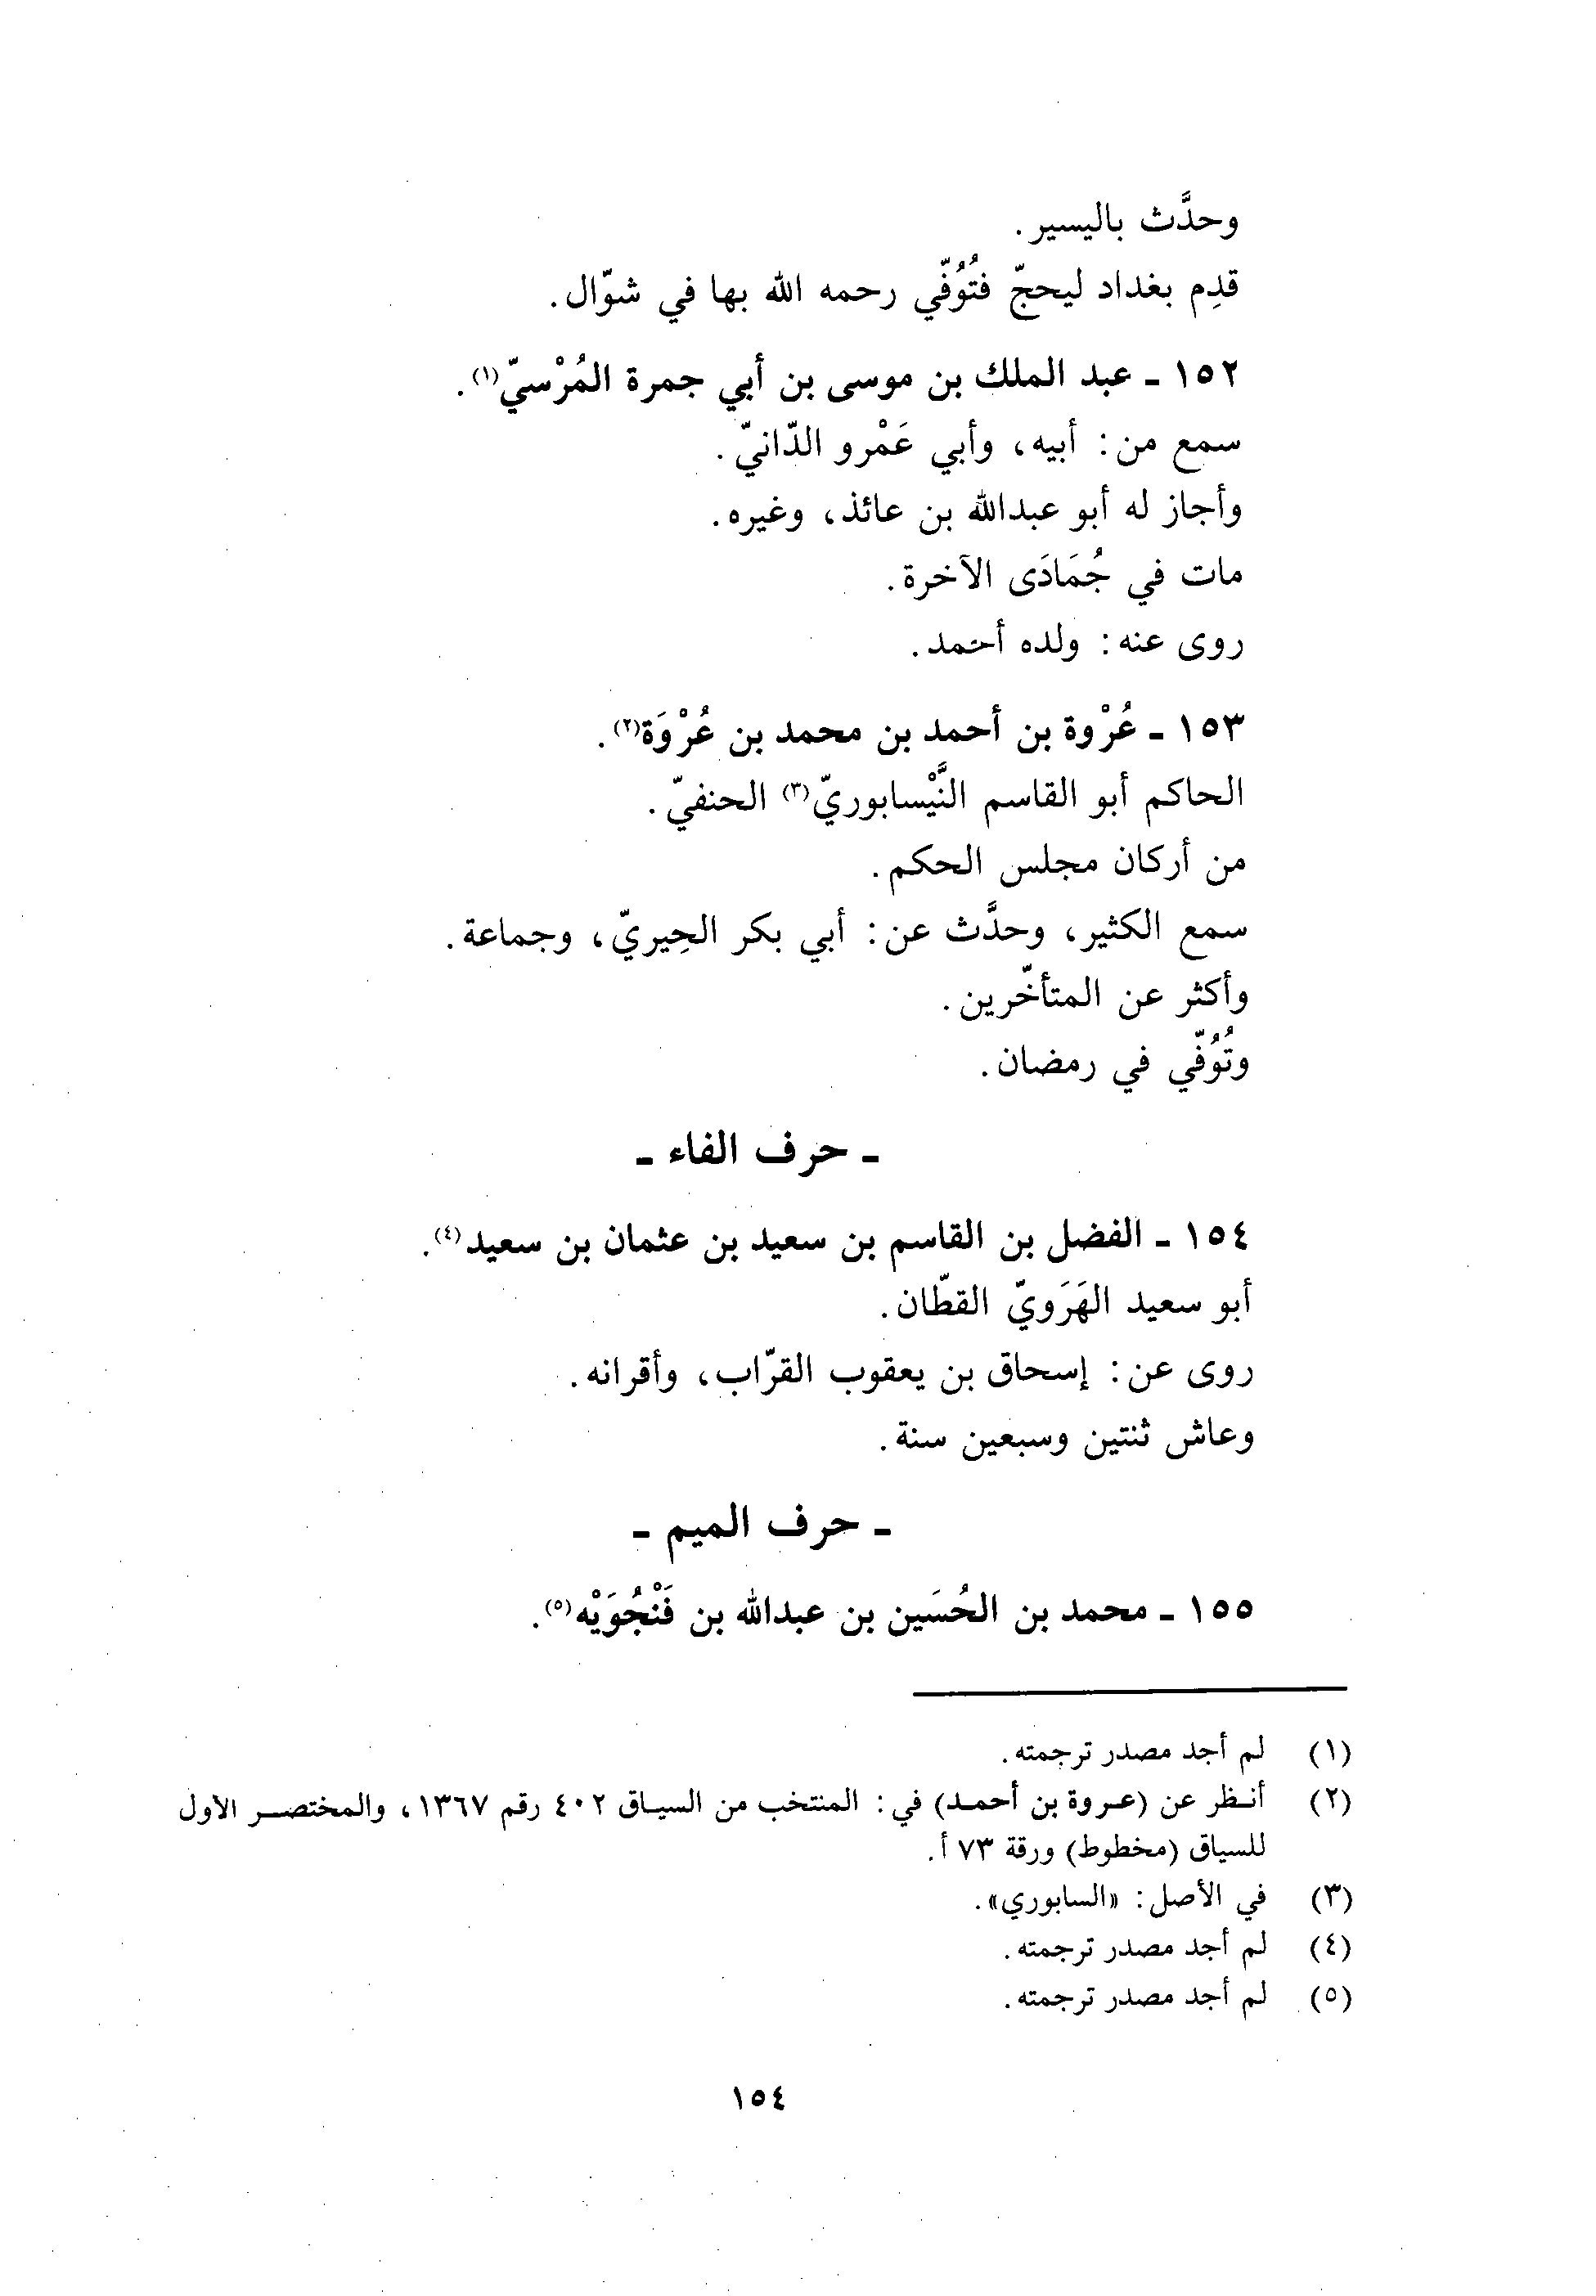 وحدَّث باليسير.
قدِم بغداد ليحجّ فتُوُفّي رحمه الله بها في شوّال.
١٥٢ - عبد الملك بن موسى بن أبي جمرة المُرْسيّ(١).
سمع من: أبيه، وأبي عَمْرو الدّانيّ.
وأجاز له أبو عبدالله بن عائذ، وغيره.
مات في جُمَادَى الآخرة.
روى عنه: ولده أحمد.
١٥٣ - عُرْوة بن أحمد بن محمد بن عُرْوَة(٢).
الحاكم أبو القاسم النَّيْسابوريّ(٣) الحنفيّ.
من أركان مجلس الحكم.
سمع الكثير، وحدَّث عن: أبي بكر الحِيريّ، وجماعة.
وأكثر عن المتأخّرين.
وتُوُفّي في رمضان.
- حرف الفاء -
١٥٤ - الفضل بن القاسم بن سعيد بن عثمان بن سعيد(٤).
أبو سعيد الهَرَويّ القطّان.
روى عن: إسحاق بن يعقوب القرّاب، وأقرانه.
وعاش ثنتين وسبعين سنة.
- حرف الميم -
١٥٥ - محمد بن الحُسَين بن عبدالله بن فَنْجُوَيْه(٥).
(١) لم أجد مصدر ترجمته.
(٢) أنظر عن (عروة بن أحمد) في: المنتخب من السياق ٤٠٢ رقم ١٣٦٧، والمختصر الاول
للسياق (مخطوط) ورقة ٧٣ أ.
(٣) في الأصل: «السابوري».
(٤) لم أجد مصدر ترجمته.
(٥) لم أجد مصدر ترجمته.
١٥٤